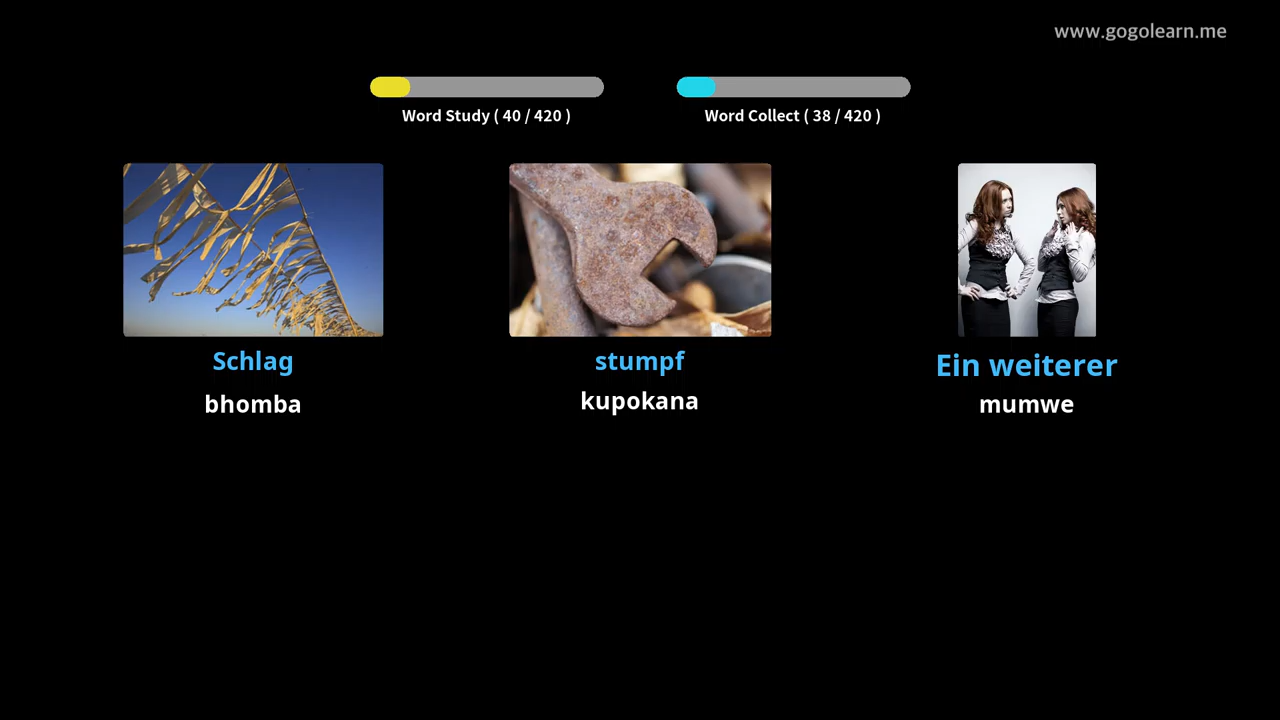 www.gogolearn.me
Word Study ( 40 / 420 )
Word Collect ( 38 / 420 )
Schlag
bhomba
stumpf
kupokana
Ein weiterer
mumwe